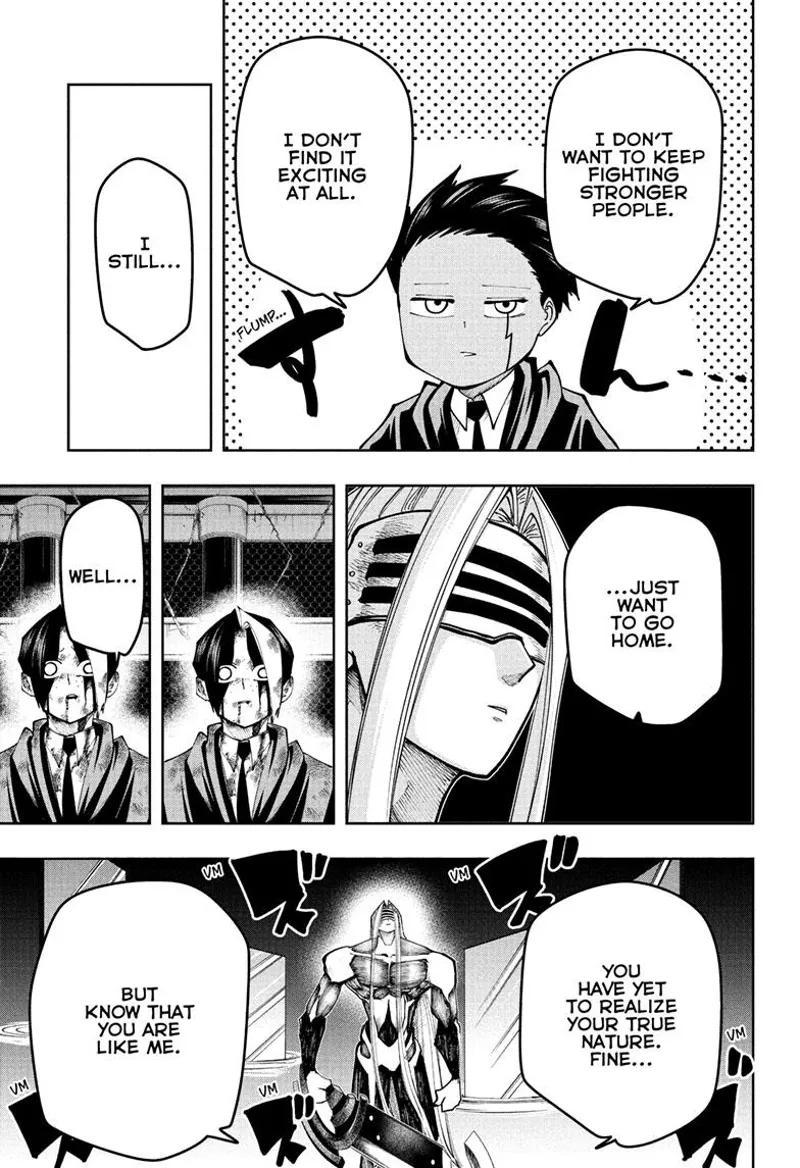 I DON'T
WANT TO KEEP
FIGHTING
STRONGER
PEOPLE.
I DON'T
FIND IT
EXCITING
AT ALL.
ん
す
FLUMP...
I
STILL...
...JUST
WANT
TO GO
HOME.
WELL...
YOU
HAVE YET
TO REALIZE
YOUR TRUE
NATURE.
FINE...
VM
VM
VM
BUT
KNOW THAT
YOU ARE
LIKE ME.
VM